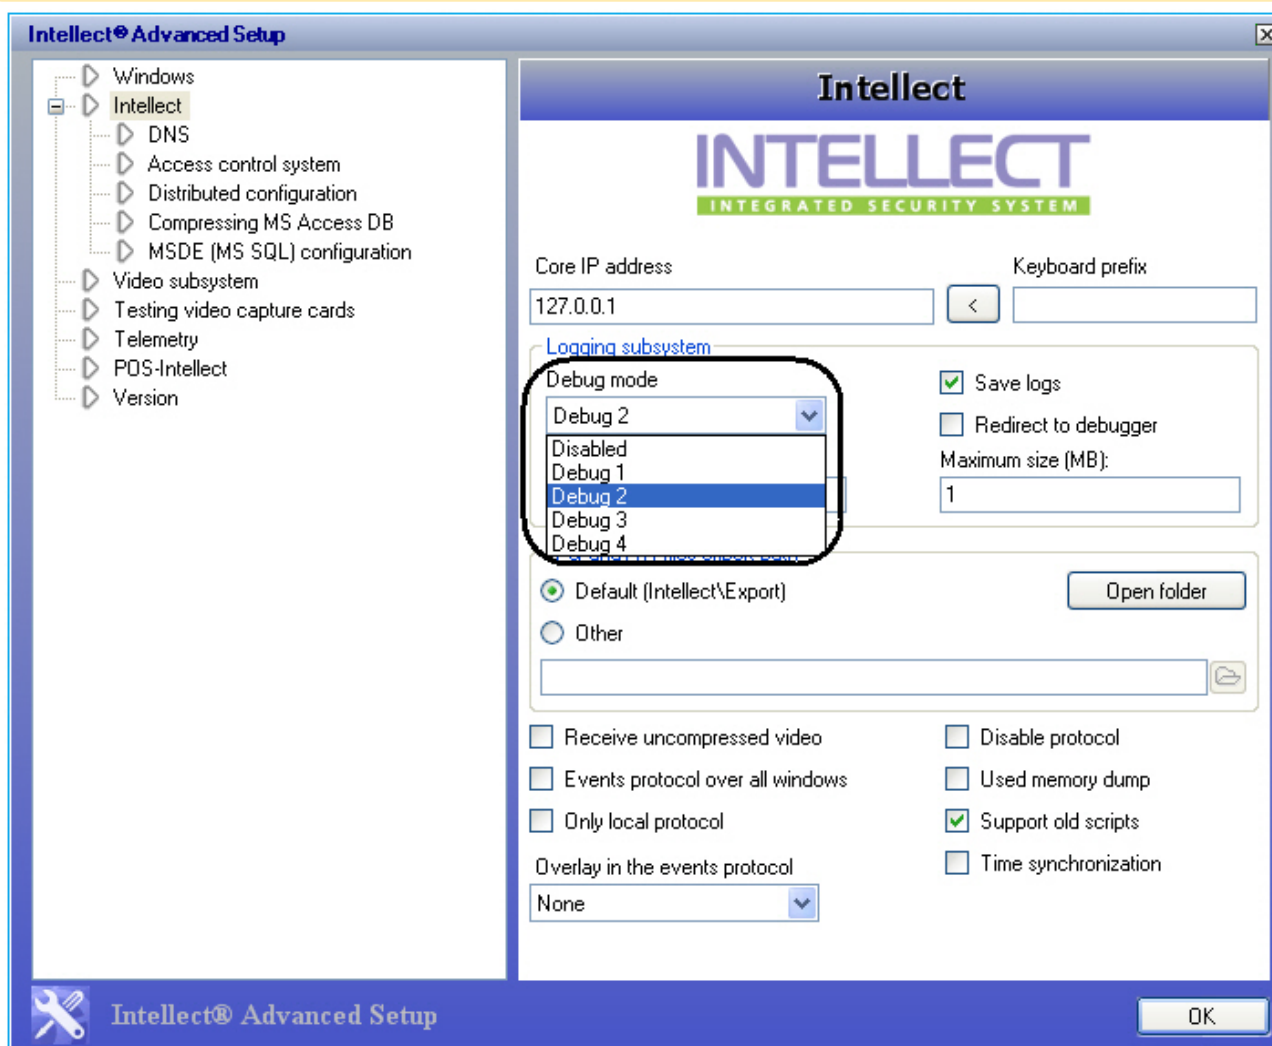 Intellect® Advanced Setup
Windows
Intellect
DNS
Access control system
Distributed configuration
Compressing MS Access DB
MSDE (MS SQL) configuration
Video subsystem
Testing video capture cards
Telemetry
POS-Intellect
Version
Intellect
INTELLECT
INTEGRATED SECURITY SYSTEM
Core IP address
Keyboard prefix
127.0.0.1
<
Logging subsystem
Debug mode
Save logs
Debug 2
Redirect to debugger
Disabled
Maximum size (MB):
Debug 1
Debug 2
1
Debug 3
Debug 4
Default (Intellect\Export)
Open folder
Other
Receive uncompressed video
Disable protocol
Events protocol over all windows
Used memory dump
Only local protocol
Support old scripts
Overlay in the events protocol
Time synchronization
None
Intellect® Advanced Setup
OK